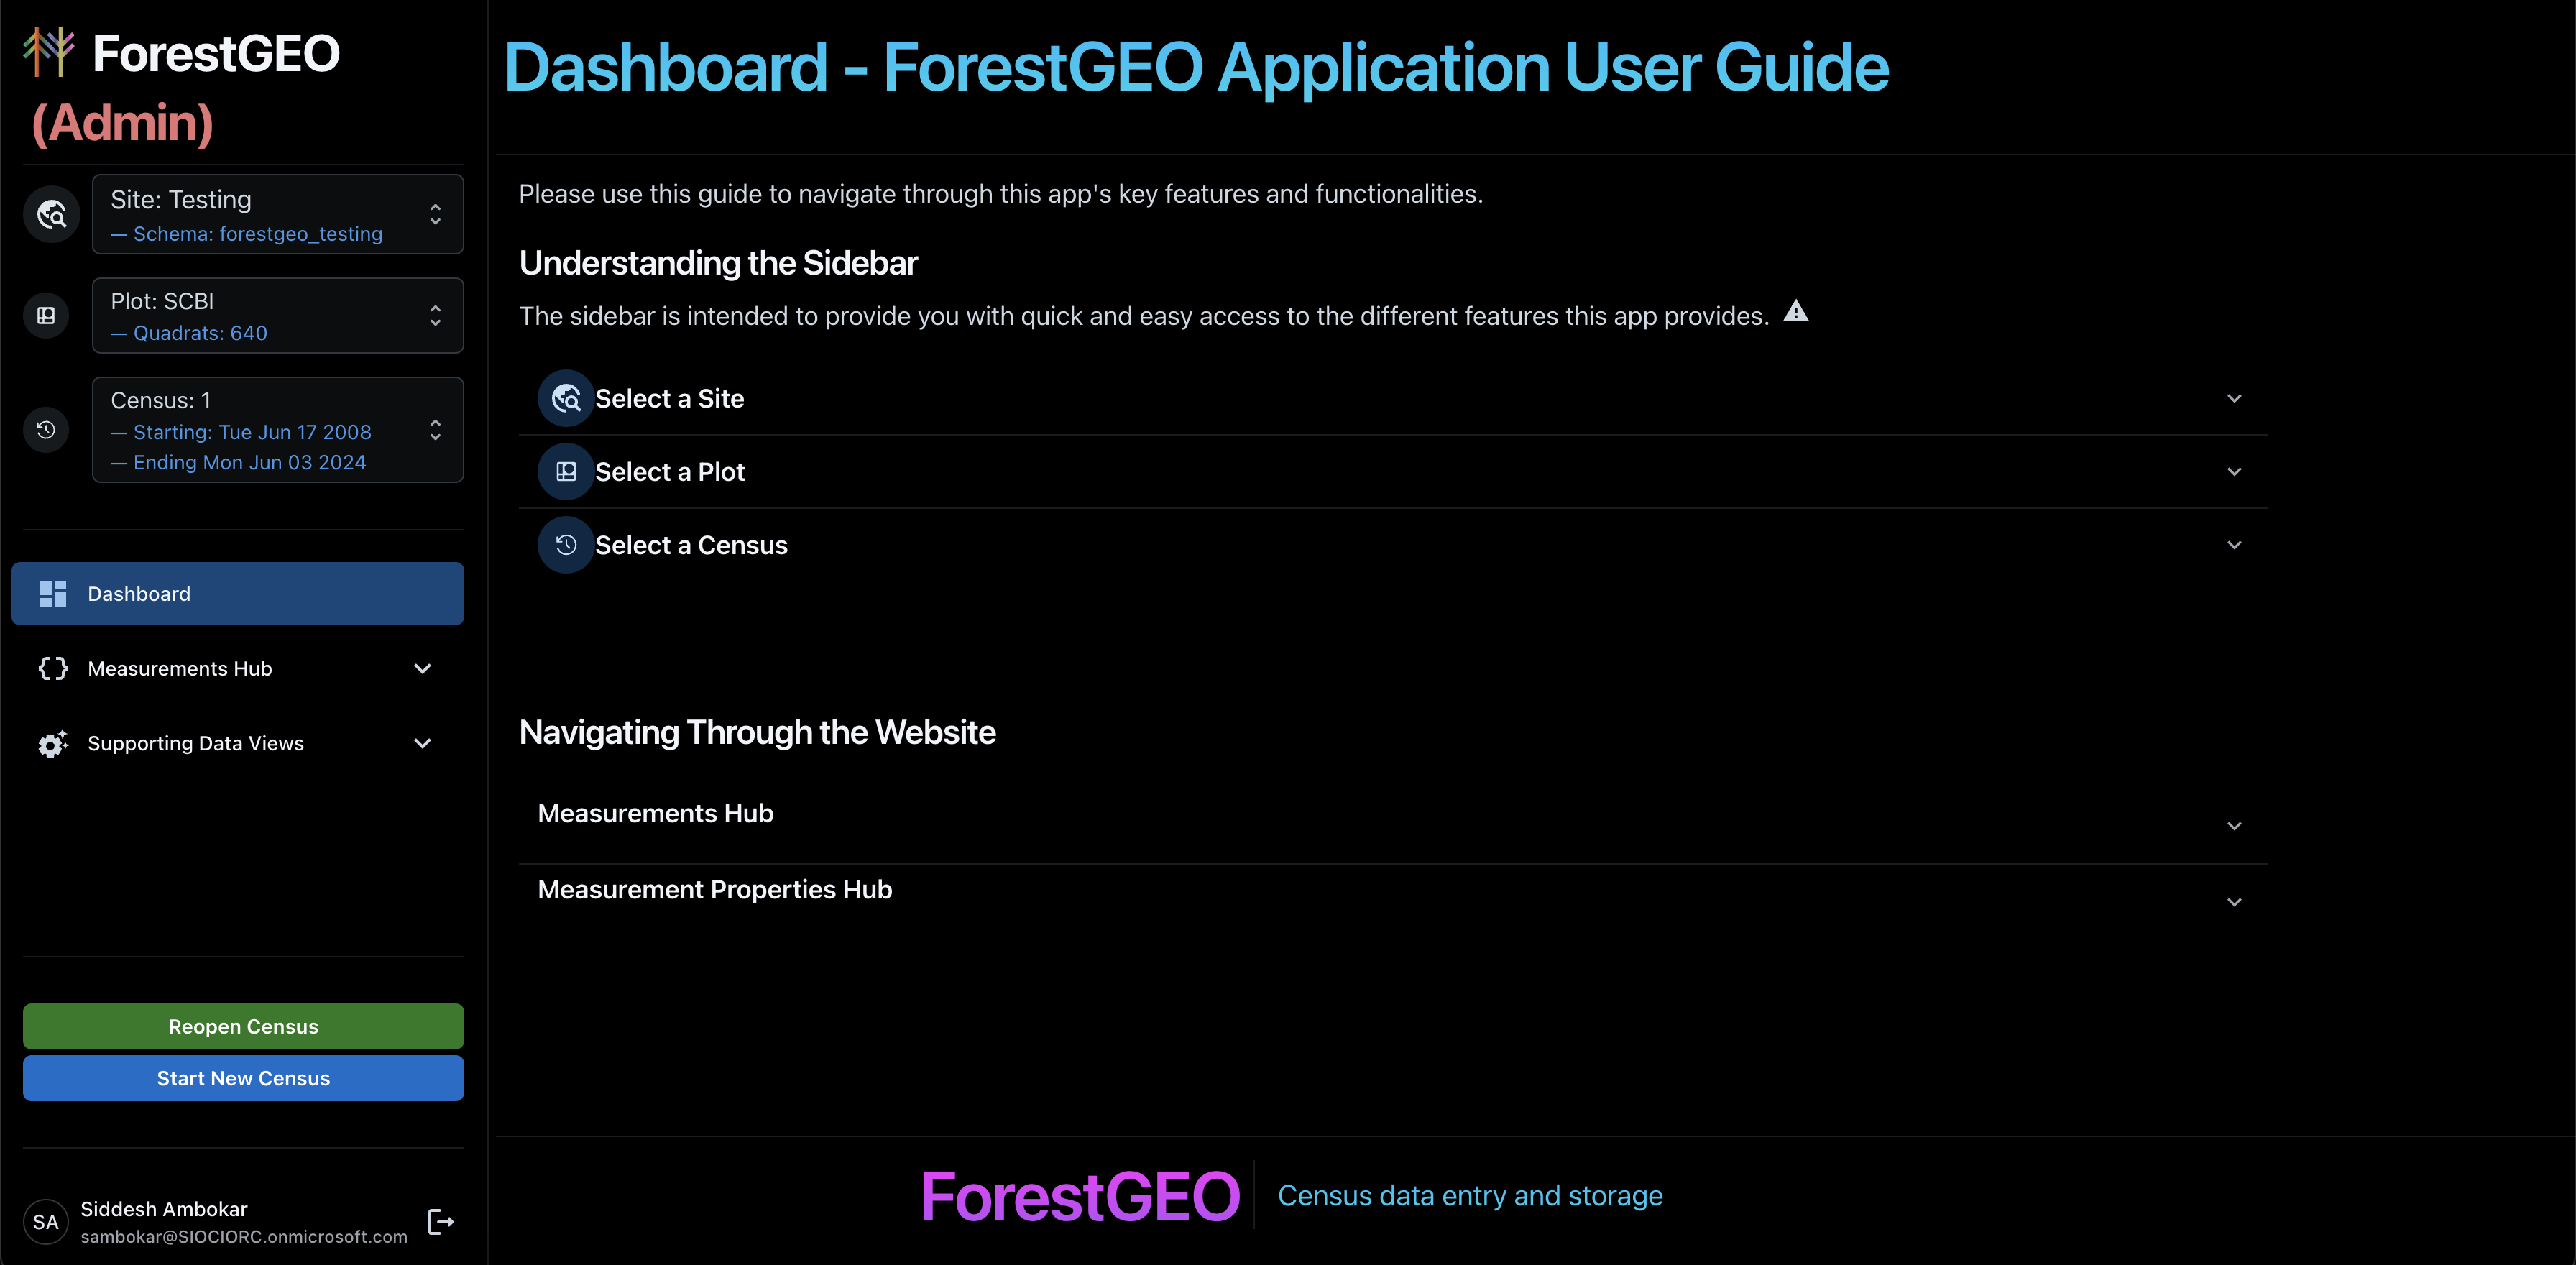 ForestGEO
(Admin)
Site: Testing
— Schema: forestgeo_testing
Plot: SCBI
— Quadrats: 640
Census: 1
— Starting: Tue Jun 17 2008
— Ending Mon Jun 03 2024
Dashboard
Measurements Hub
Supporting Data Views
Reopen Census
Start New Census
SA
Siddesh Ambokar
sambokar@SIOCIORC.onmicrosoft.com
Dashboard - ForestGEO Application User Guide
Please use this guide to navigate through this app's key features and functionalities.
Understanding the Sidebar
The sidebar is intended to provide you with quick and easy access to the different features this app provides.
Select a Site
Select a Plot
Select a Census
Navigating Through the Website
Measurements Hub
Measurement Properties Hub
ForestGEO
Census data entry and storage